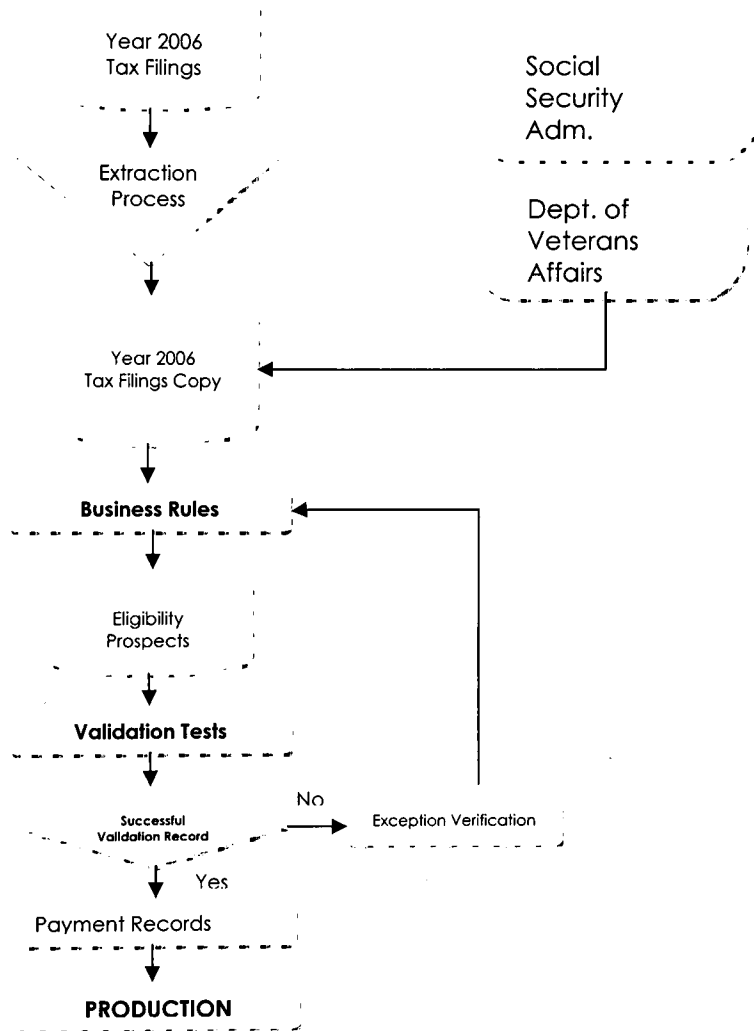 Year 2006
Tax Filings
Social
Security
Adm.
Extraction
Process
Dept. of
Veterans
Affairs
Year 2006
Tax Filings Copy
Business Rules
Eligibility
Prospects
Validation Tests
Successful
Validation Record
No
Exception Verification
Yes
Payment Records
PRODUCTION